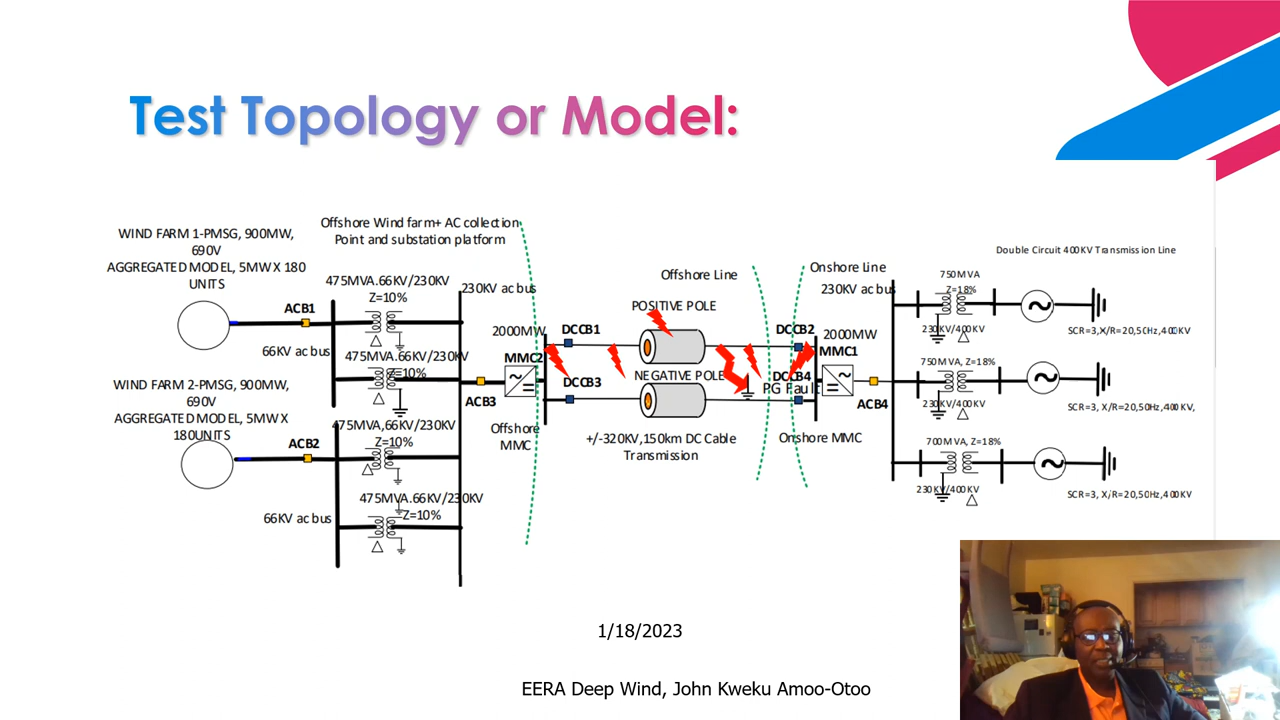 Test Topology or Model:
Offshore Wind farm+ AC collection
Point and substation platform
WIND FARM 1-PMSG, 900MW,
690V
AGGREGATED MODEL, 5MW X 180
UNITS
ACB1
66KV ac bus
475MVA.66KV/230KV
Z=10%
475MVA.66KV/230KV
Z=10%
230KV ac bus
WIND FARM 2-PMSG, 900MW,
690V
AGGREGATED MODEL, 5MW X
180UNITS
ACB2
66KV ac bus
475MVA,66KV/230KV
Z=10%
475MVA.66KV/230KV
Z=10%
ACB3
2000MW
MMC2
Offshore
MMC
DCCB1
DCCB3
Offshore Line
POSITIVE POLE
NEGATIVE POLE
+/-320KV,150km DC Cable
Transmission
P.G Fault
Onshore Line
230KV ac bus
DCCB2
DCCB4
2000MW
MMC1
Onshore MMC
ACB4
Double Circuit 400KV Transmission Line
750MVA
Z=18%
230KV/400KV
SCR=3,X/R=20,50Hz,400KV
750MVA, Z=18%
230KV/400KV
SCR=3, X/R=20,50Hz,400KV,
700MVA, Z=18%
230KV/400KV
SCR=3, X/R=20,50Hz,400KV
1/18/2023
EERA Deep Wind, John Kweku Amoo-Otoo